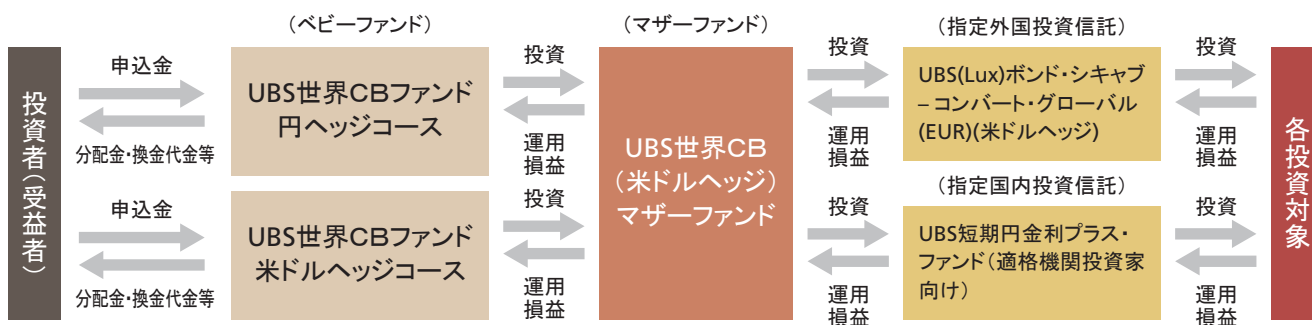 投資者(受益者)
申込金
分配金・換金代金等
申込金
分配金・換金代金等
(ベビーファンド)
UBS世界CBファンド
円ヘッジコース
UBS世界CBファンド
米ドルヘッジコース
投資
運用
損益
投資
運用
損益
(マザーファンド)
UBS世界CB
(米ドルヘッジ)
マザーファンド
投資
運用
損益
投資
運用
損益
(指定外国投資信託)
UBS(Lux)ボンド・シキャブ
– コンバート・グローバル
(EUR)(米ドルヘッジ)
(指定国内投資信託)
UBS短期円金利プラス・
ファンド(適格機関投資家
向け)
投資
運用
損益
投資
運用
損益
各投資対象